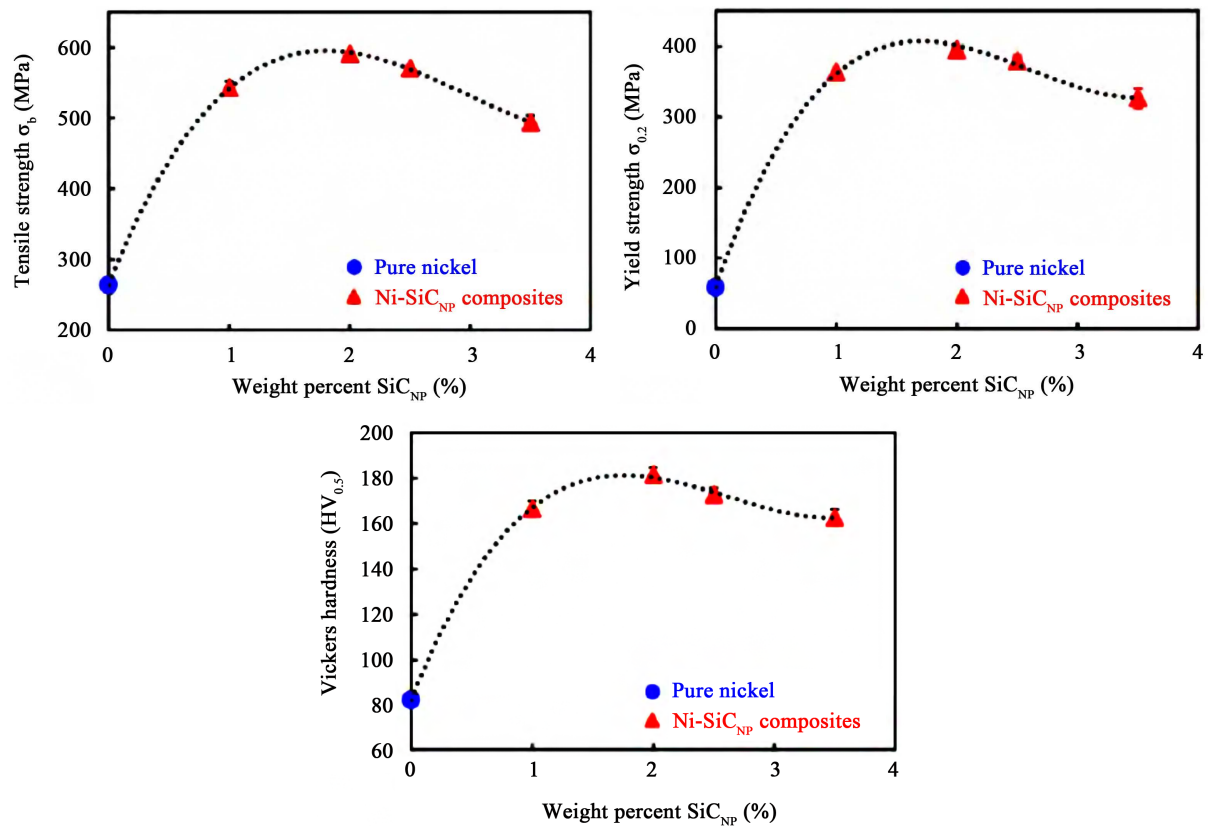 Tensile strength σb (MPa)
600
500
400
300
200
0
1
2
3
4
Pure nickel
Ni-SiCNP composites
Weight percent SiCNP (%)
Yield strength σ0.2 (MPa)
400
300
200
100
0
0
1
2
3
4
Pure nickel
Ni-SiCNP composites
Weight percent SiCNP (%)
Vickers hardness (HV0.5)
200
180
160
140
120
100
80
60
0
1
2
3
4
Pure nickel
Ni-SiCNP composites
Weight percent SiCNP (%)